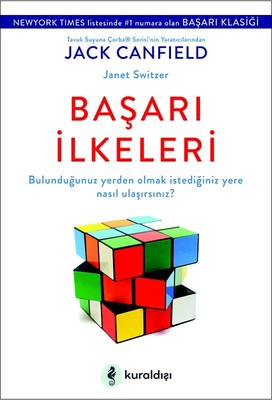 NEWYORK TIMES listesinde #1 numara olan BAŞARI KLASİĞİ
Tavuk Suyuna Çorba® Serisi'nin Yaratıcılarından
JACK CANFIELD
Janet Switzer
BAŞARI
İLKELERİ
Bulunduğunuz yerden olmak istediğiniz yere
nasıl ulaşırsınız?
kuraldışı